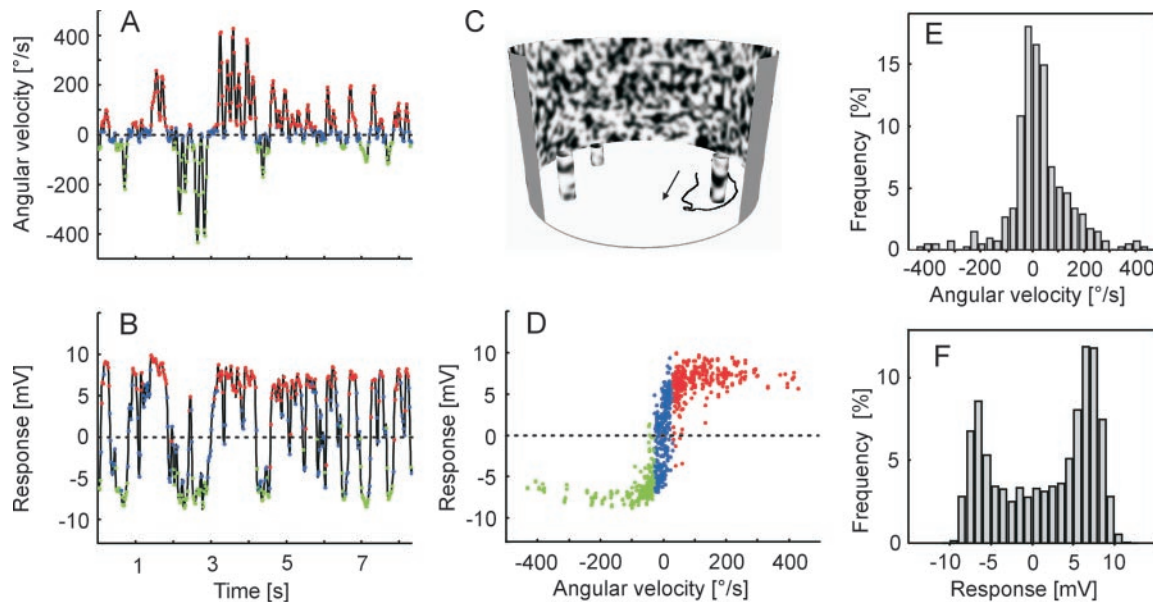 A
Angular velocity [°/s]
400
200
0
-200
-400
B
Response [mV]
10
5
0
-5
-10
1 3 5 7
Time [s]
C
D
Response [mV]
10
5
0
-5
-10
-400 -200 0 200 400
Angular velocity [°/s]
E
Frequency [%]
15
10
5
0
-400 -200 0 200 400
Angular velocity [°/s]
F
Frequency [%]
10
5
0
-10 -5 0 5 10
Response [mV]